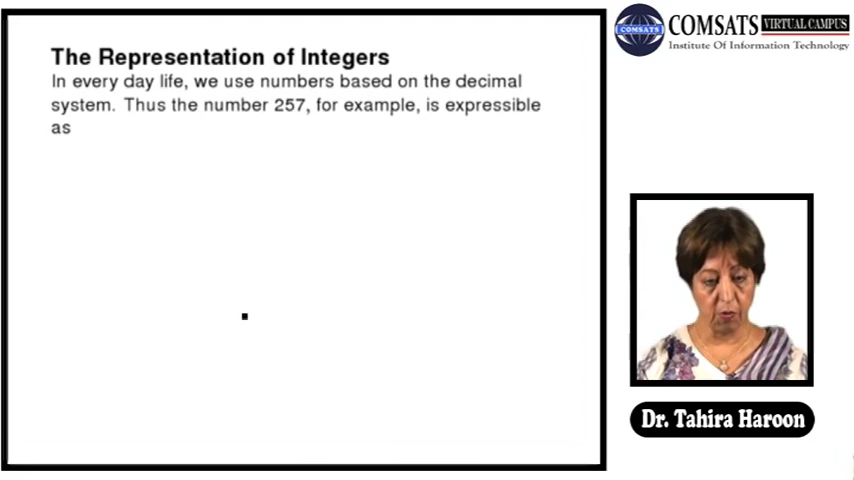 The Representation of Integers
In every day life, we use numbers based on the decimal
system. Thus the number 257, for example, is expressible
as
COMSATS
COMSATS VIRTUAL CAMPUS
Institute Of Information Technology
Dr. Tahira Haroon